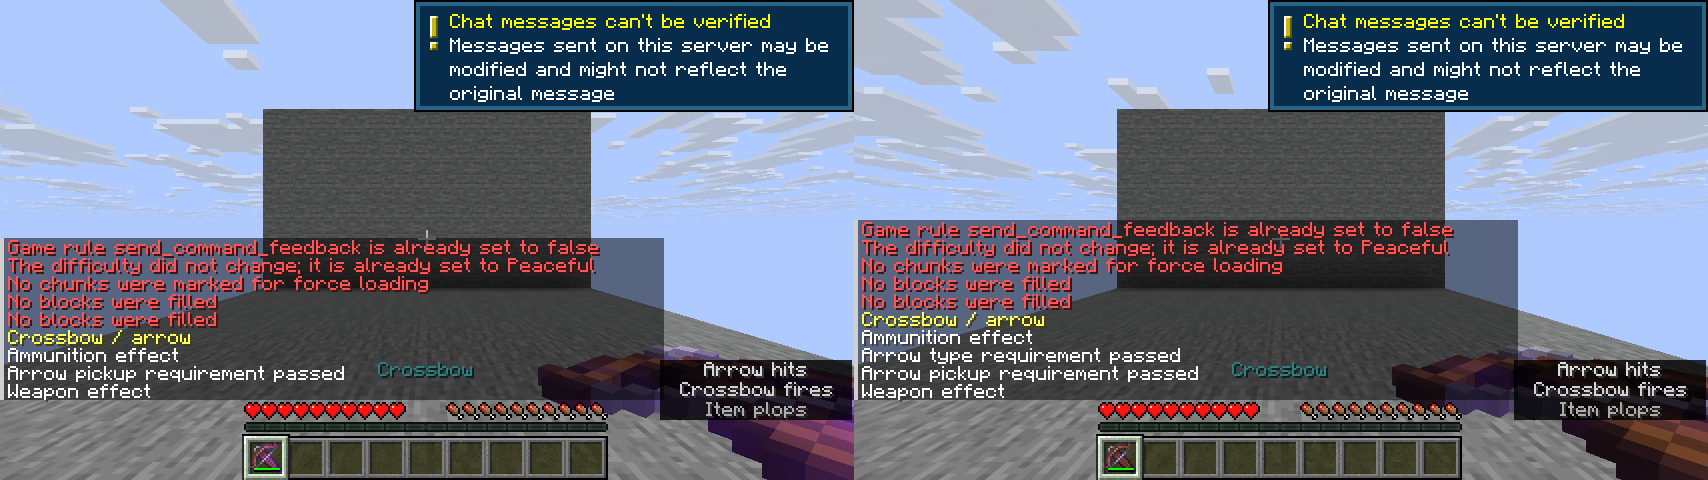 Chat messages can't be verified
Messages sent on this server may be
modified and might not reflect the
original message
Game rule send_command_feedback is already set to false
The difficulty did not change; it is already set to Peaceful
No chunks were marked for force loading
No blocks were filled
No blocks were filled
Crossbow / arrow
Ammunition effect
Arrow pickup requirement passed
Weapon effect
Crossbow
Arrow hits
Crossbow fires
Item plops
Chat messages can't be verified
Messages sent on this server may be
modified and might not reflect the
original message
Game rule send_command_feedback is already set to false
The difficulty did not change; it is already set to Peaceful
No chunks were marked for force loading
No blocks were filled
No blocks were filled
Crossbow / arrow
Ammunition effect
Arrow type requirement passed
Arrow pickup requirement passed
Weapon effect
Crossbow
Arrow hits
Crossbow fires
Item plops